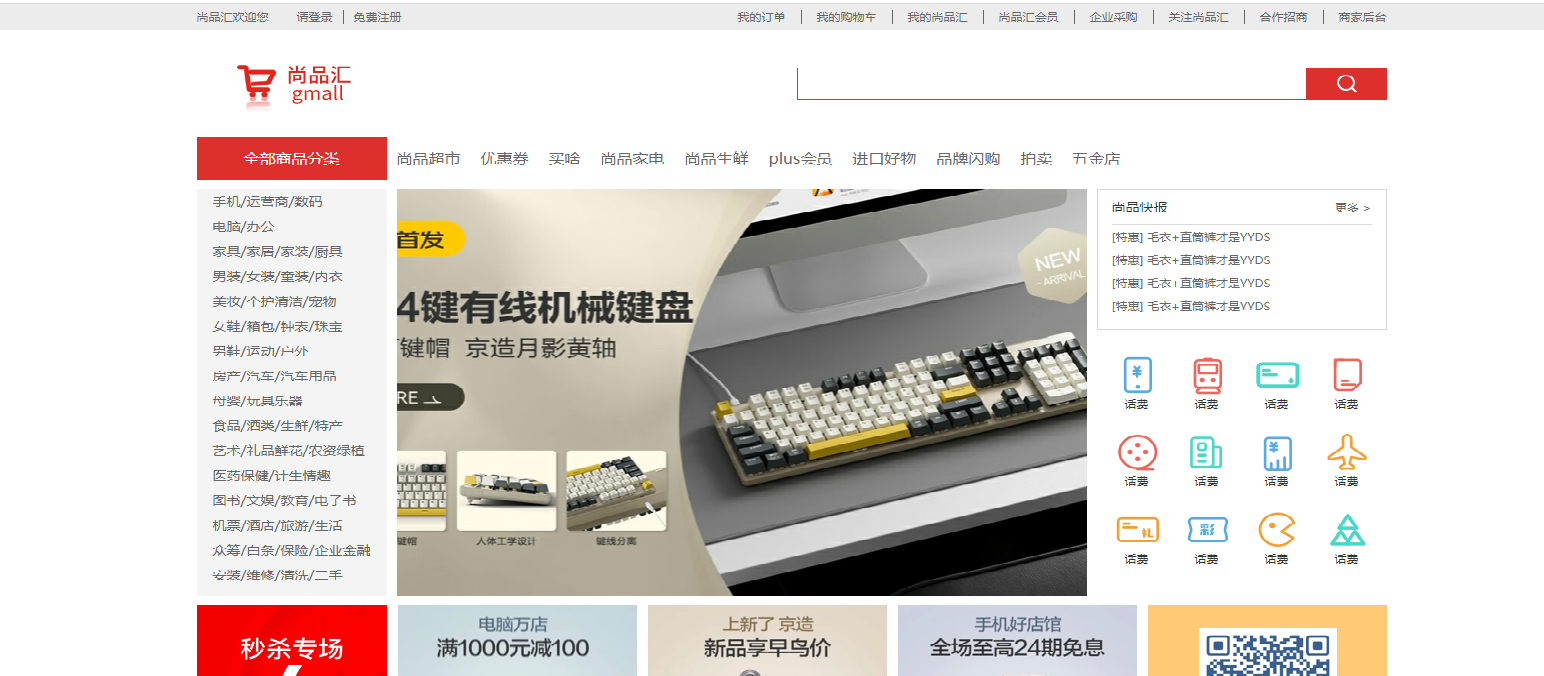 尚品汇欢迎您 请登录 免费注册 我的订单 我的购物车 我的尚品汇 尚品汇会员 企业采购 关注尚品汇 合作招商 商家后台
尚品汇
gmall
全部商品分类 尚品超市 优惠券 买啥 尚品家电 尚品生鲜 plus会员 进口好物 品牌闪购 拍卖 五金店
手机/运营商/数码
电脑/办公
家具/家居/家装/厨具
男装/女装/童装/内衣
美妆/个护清洁/宠物
女鞋/箱包/钟表/珠宝
男鞋/运动/户外
房产/汽车/汽车用品
母婴/玩具乐器
食品/酒类/生鲜/特产
艺术/礼品鲜花/农资绿植
医药保健/计生情趣
图书/文娱/教育/电子书
机票/酒店/旅游/生活
众筹/白条/保险/企业金融
安装/维修/清洗/二手
首发
4键有线机械键盘
键帽 京造月影黄轴
RE
键帽 人体工学设计 键线分离
NEW
ARRIVAL
尚品快报 更多 >
[特惠] 毛衣+直筒裤才是YYDS
[特惠] 毛衣+直筒裤才是YYDS
[特惠] 毛衣+直筒裤才是YYDS
[特惠] 毛衣+直筒裤才是YYDS
话费 话费 话费 话费
话费 话费 话费 话费
礼 彩
话费 话费 话费 话费
秒杀专场
电脑万店
满1000元减100
上新了 京造
新品享早鸟价
手机好店馆
全场至高24期免息